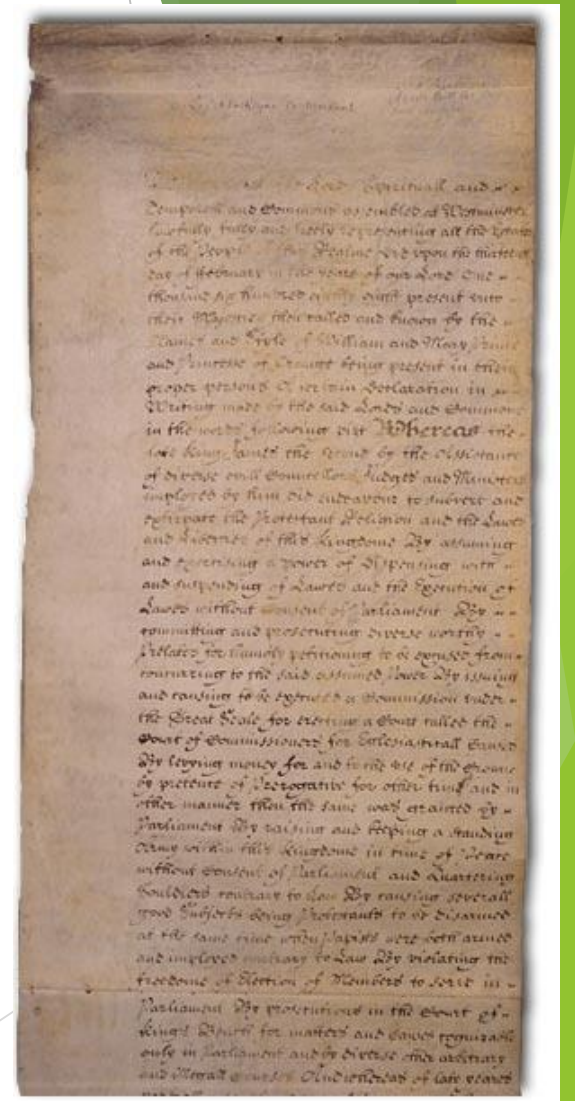 the Lords Spirituall and
Temporall and Commons assembled at Westminster
Lawfully fully and freely representing all the Estates
of the People of this Realme did upon the thirteenth
day of February in the yeare of our Lord One
thousand six hundred eighty eight present unto
their Majesties then called and known by the
Names and Stile of William and Mary Prince
and Princesse of Orange being present in their
proper persons A certain Declaration in
Writing made by the said Lords and Commons
in the words following vizt Whereas the
late King James the second by the Assistance
of diverse evill Councellors Judges and Ministers
imployed by him did endeavour to subvert and
extirpate the Protestant Religion and the Lawes
and Liberties of this Kingdome By assuming
and exercising a power of dispensing with
and suspending of Lawes and the Execution of
Lawes without Consent of Parliament By
committing and prosecuting diverse worthy
Prelates for humbly petitioning to be excused from
concurring to the said assumed Power By issuing
and causing to be executed a Commission under
the Great Seale for erecting a Court called the
Court of Commissioners for Ecclesiasticall Causes
By levying money for and to the use of the Crowne
by pretence of Prerogative for other time and in
other manner then the same was granted by
Parliament By raising and keeping a standing
Army within this Kingdome in time of Peace
without Consent of Parliament and Quartering
Souldiers contrary to Law By causing severall
good Subjects being Protestants to be disarmed
at the same time when Papists were both armed
and imployed contrary to Law By violating the
freedome of Election of Members to serve in
Parliament By prosecutions in the Court of
Kings Bench for matters and causes cognizable
only in Parliament and by diverse other arbitrary
and Illegall courses And whereas of late yeares